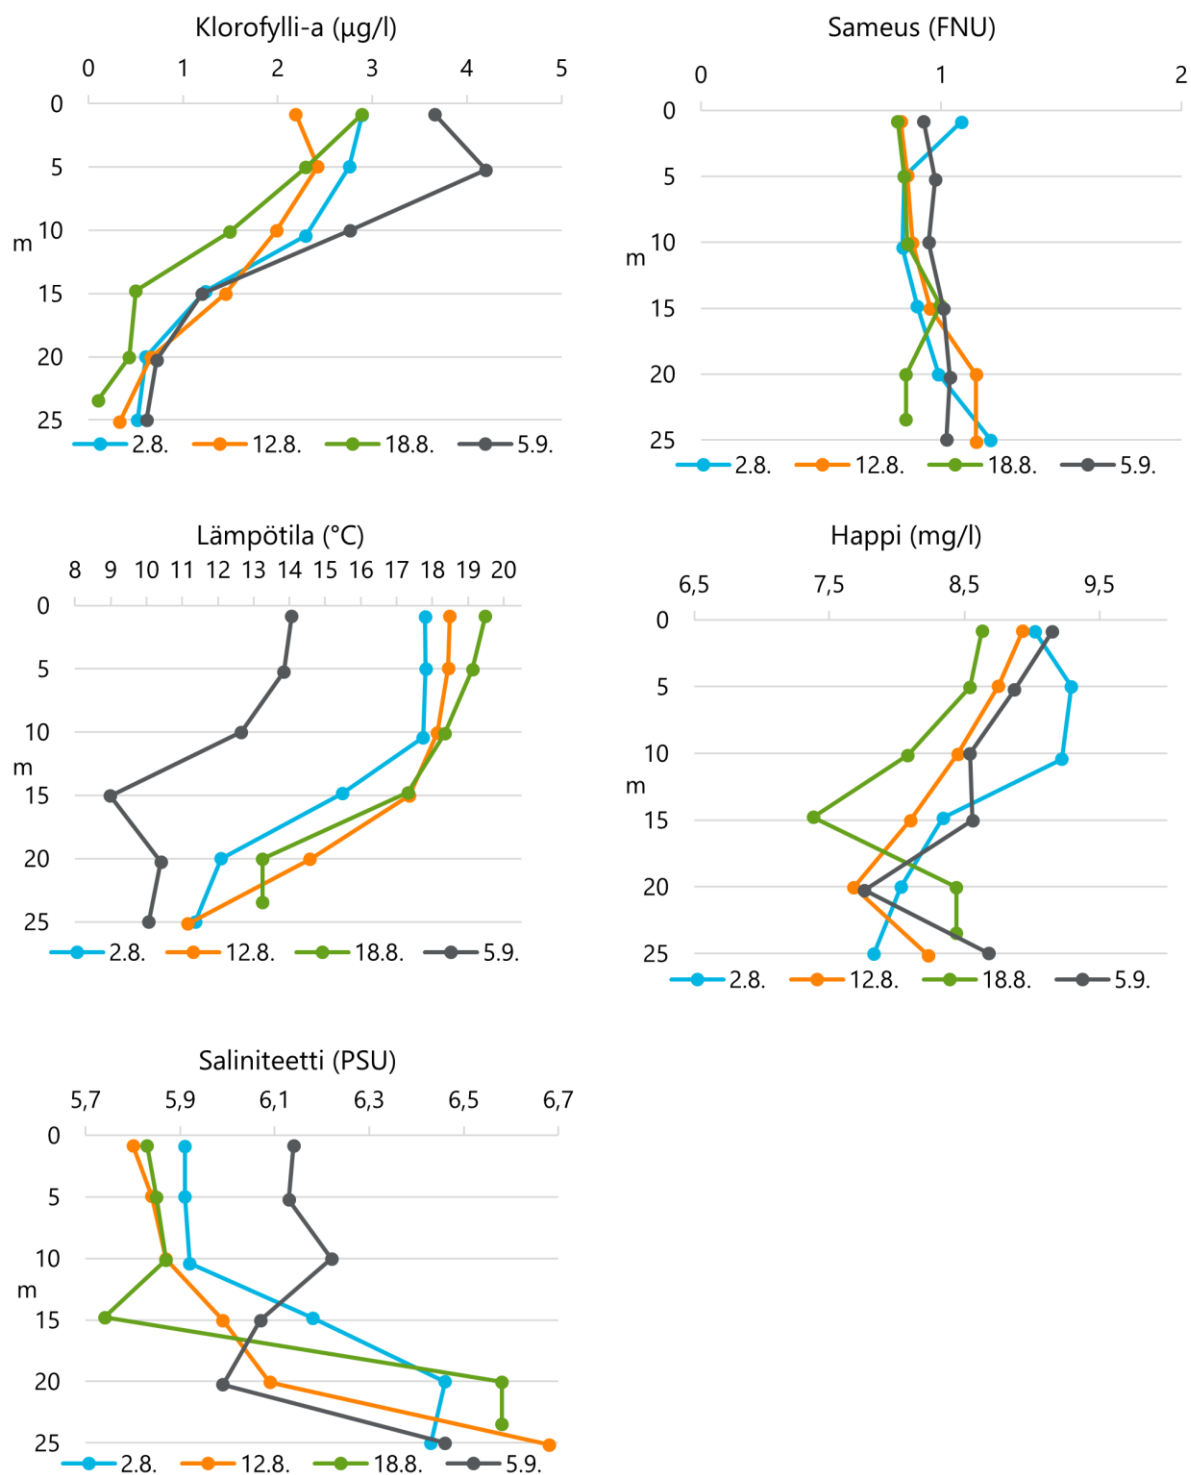 Klorofylli-a (µg/l)
0 1 2 3 4 5
0
5
10
m
15
20
25
2.8. 12.8. 18.8. 5.9.
Sameus (FNU)
0 1 2
0
5
10
m
15
20
25
2.8. 12.8. 18.8. 5.9.
Lämpötila (°C)
8 9 10 11 12 13 14 15 16 17 18 19 20
0
5
10
m
15
20
25
2.8. 12.8. 18.8. 5.9.
Happi (mg/l)
6,5 7,5 8,5 9,5
0
5
10
m
15
20
25
2.8. 12.8. 18.8. 5.9.
Saliniteetti (PSU)
5,7 5,9 6,1 6,3 6,5 6,7
0
5
10
m
15
20
25
2.8. 12.8. 18.8. 5.9.